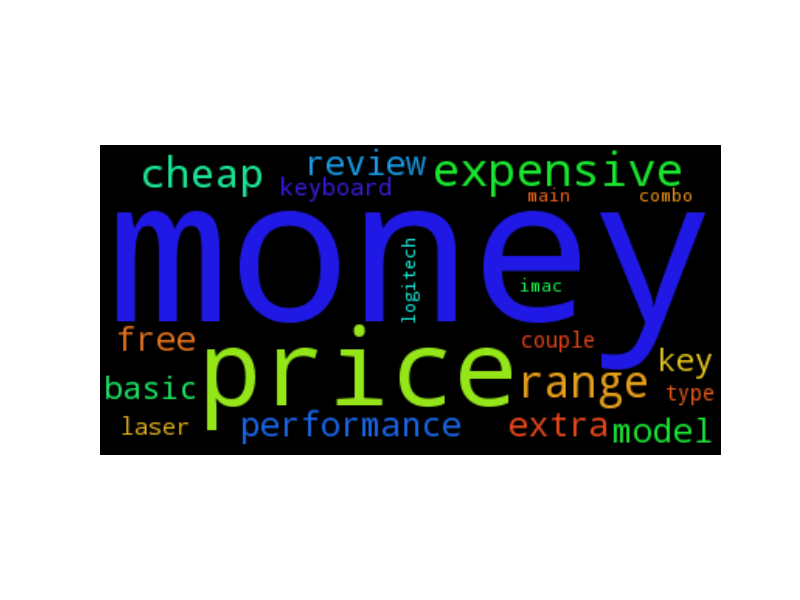 cheap review expensive
keyboard main combo
money
logitech
imac
free price couple key
basic range type
laser performance extra model